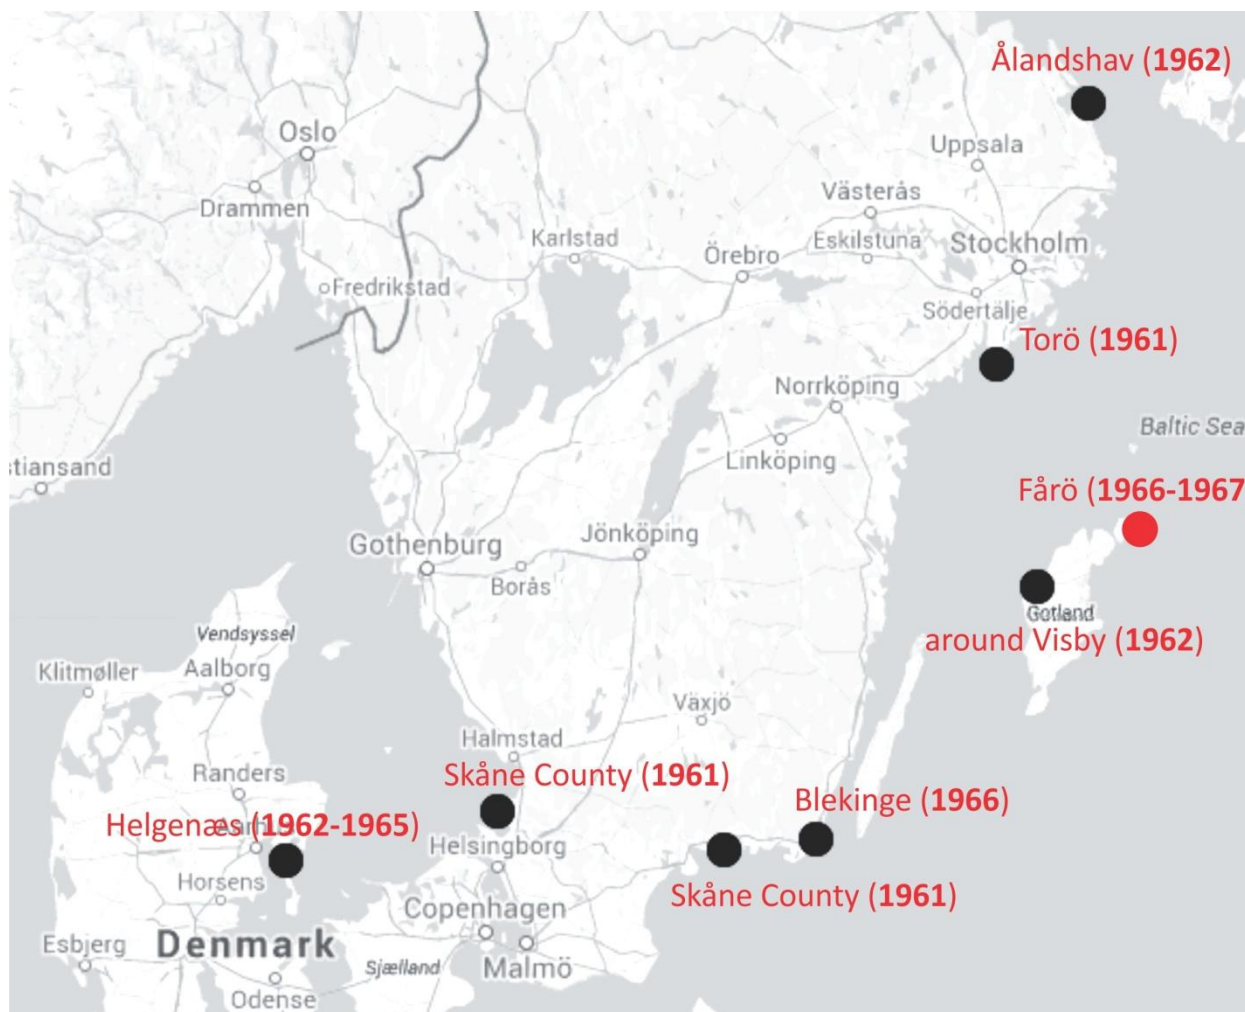 Ålandshav (1962)
Oslo
Uppsala
Drammen
Västerås
Karlstad
Örebro
Eskilstuna
Stockholm
Fredrikstad
Södertälje
Torö (1961)
Norrköping
Baltic Sea
Linköping
stiansand
Fårö (1966-1967
Gothenburg
Jönköping
Borås
Gotland
Vendsyssel
around Visby (1962)
Klitmøller
Aalborg
Växjö
Halmstad
Randers
Skåne County (1961)
Blekinge (1966)
Helgenæs (1962-1965)
Helsingborg
Horsens
Skåne County (1961)
Copenhagen
Esbjerg
Denmark
Sjælland
Malmö
Odense